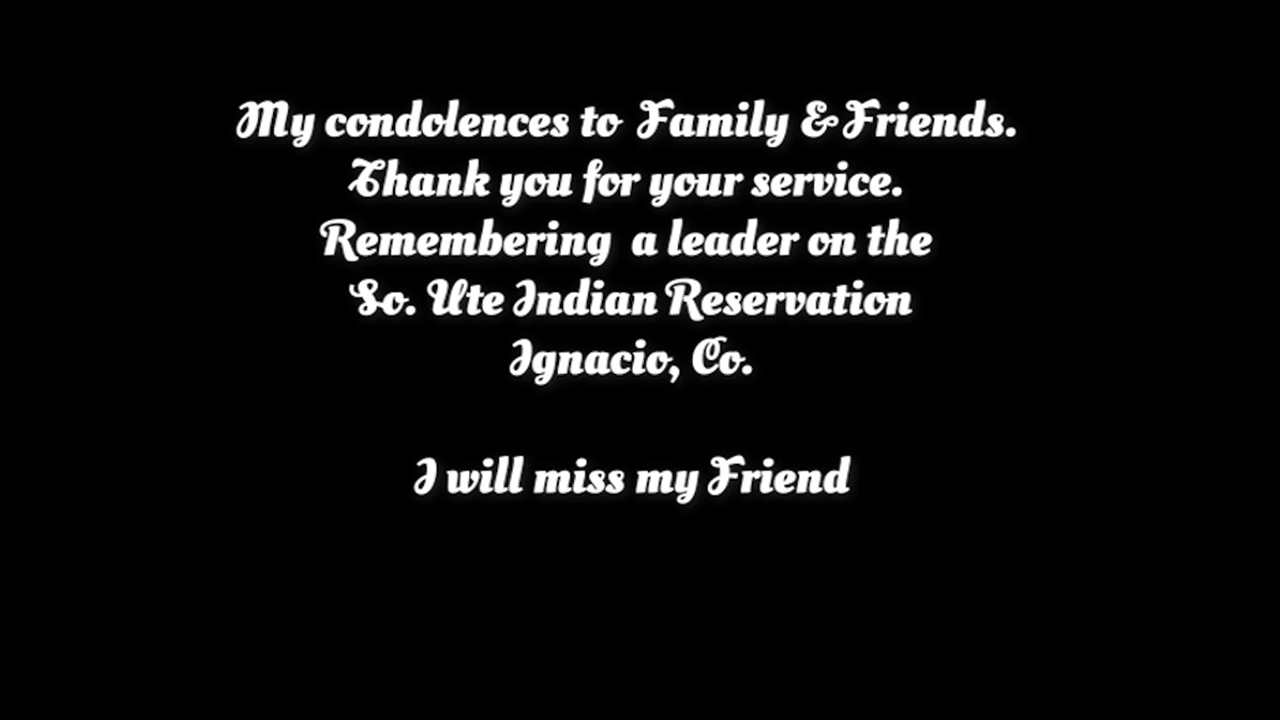 My condolences to Family & Friends.
Thank you for your service.
Remembering a leader on the
So. Ute Indian Reservation
Ignacio, Co.
I will miss my Friend